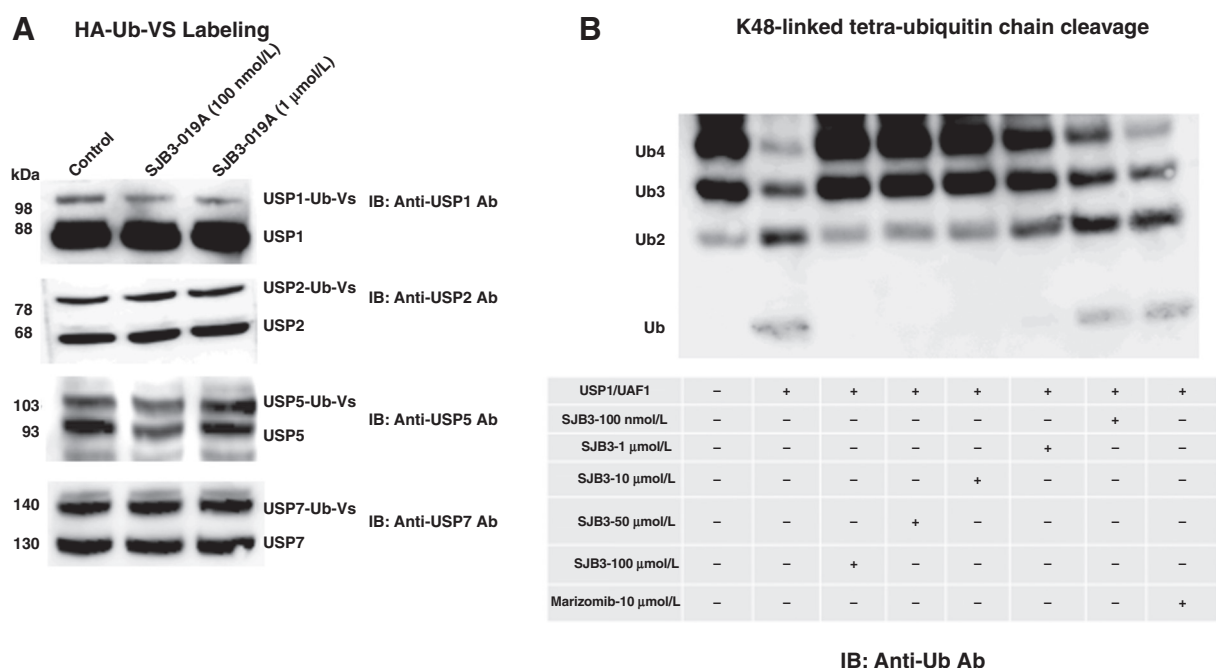 A HA-Ub-VS Labeling
Control
SJB3-019A (100 nmol/L)
SJB3-019A (1 μmol/L)
kDa
98
88
USP1-Ub-Vs
USP1
IB: Anti-USP1 Ab
78
68
USP2-Ub-Vs
USP2
IB: Anti-USP2 Ab
103
93
USP5-Ub-Vs
USP5
IB: Anti-USP5 Ab
140
130
USP7-Ub-Vs
USP7
IB: Anti-USP7 Ab
B K48-linked tetra-ubiquitin chain cleavage
Ub4
Ub3
Ub2
Ub
USP1/UAF1 – + + + + + + +
SJB3-100 nmol/L – – – – – – + –
SJB3-1 μmol/L – – – – – + – –
SJB3-10 μmol/L – – – – + – – –
SJB3-50 μmol/L – – – + – – – –
SJB3-100 μmol/L – – + – – – – –
Marizomib-10 μmol/L – – – – – – – +
IB: Anti-Ub Ab